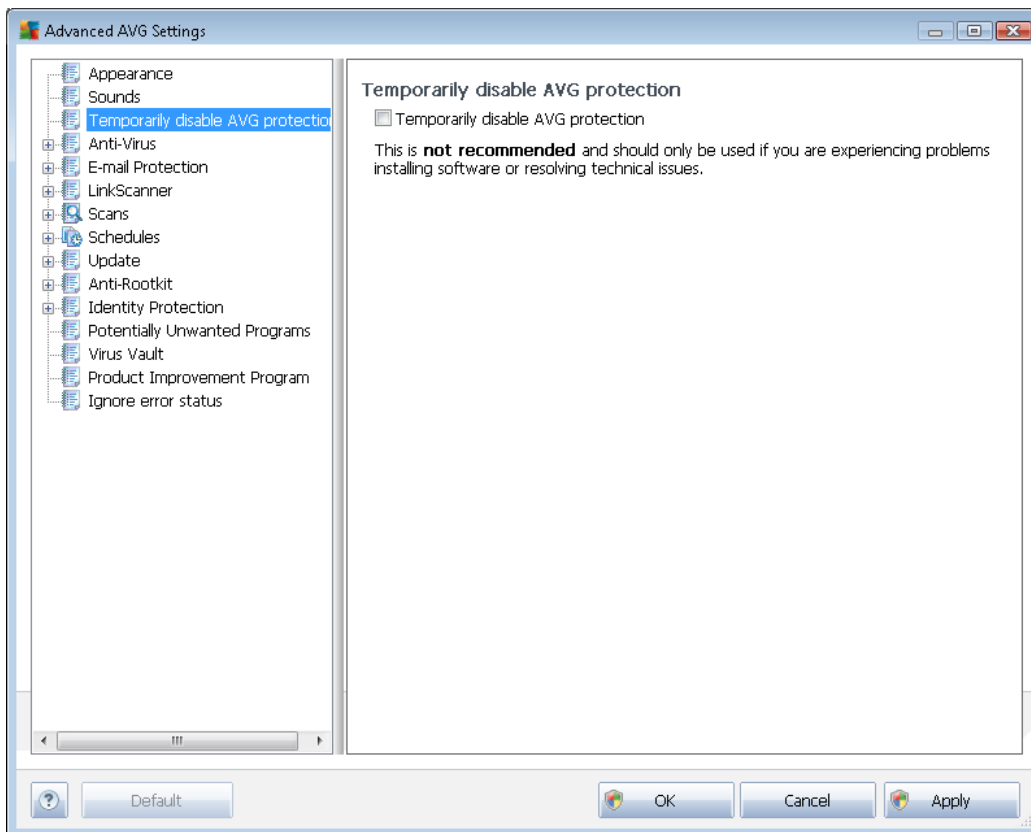 Advanced AVG Settings
Appearance
Sounds
Temporarily disable AVG protectio
Anti-Virus
E-mail Protection
LinkScanner
Scans
Schedules
Update
Anti-Rootkit
Identity Protection
Potentially Unwanted Programs
Virus Vault
Product Improvement Program
Ignore error status
Temporarily disable AVG protection
Temporarily disable AVG protection
This is not recommended and should only be used if you are experiencing problems
installing software or resolving technical issues.
?
Default
OK
Cancel
Apply